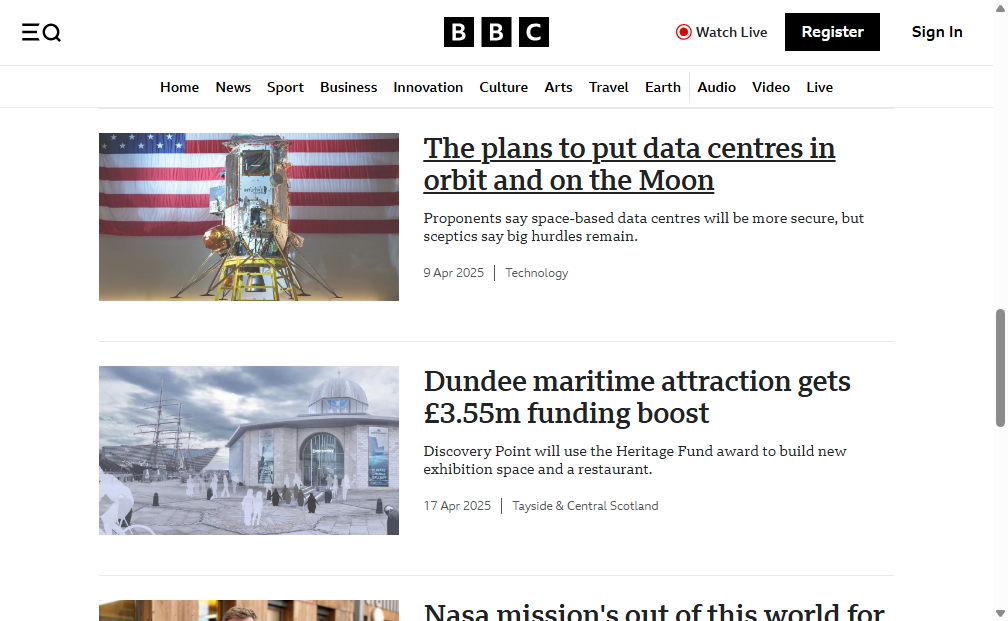 BBC
Watch Live
Register
Sign In
Home
News
Sport
Business
Innovation
Culture
Arts
Travel
Earth
Audio
Video
Live
The plans to put data centres in
orbit and on the Moon
Proponents say space-based data centres will be more secure, but
sceptics say big hurdles remain.
9 Apr 2025 | Technology
Dundee maritime attraction gets
£3.55m funding boost
Discovery Point will use the Heritage Fund award to build new
exhibition space and a restaurant.
17 Apr 2025 | Tayside & Central Scotland
Nasa mission's out of this world for